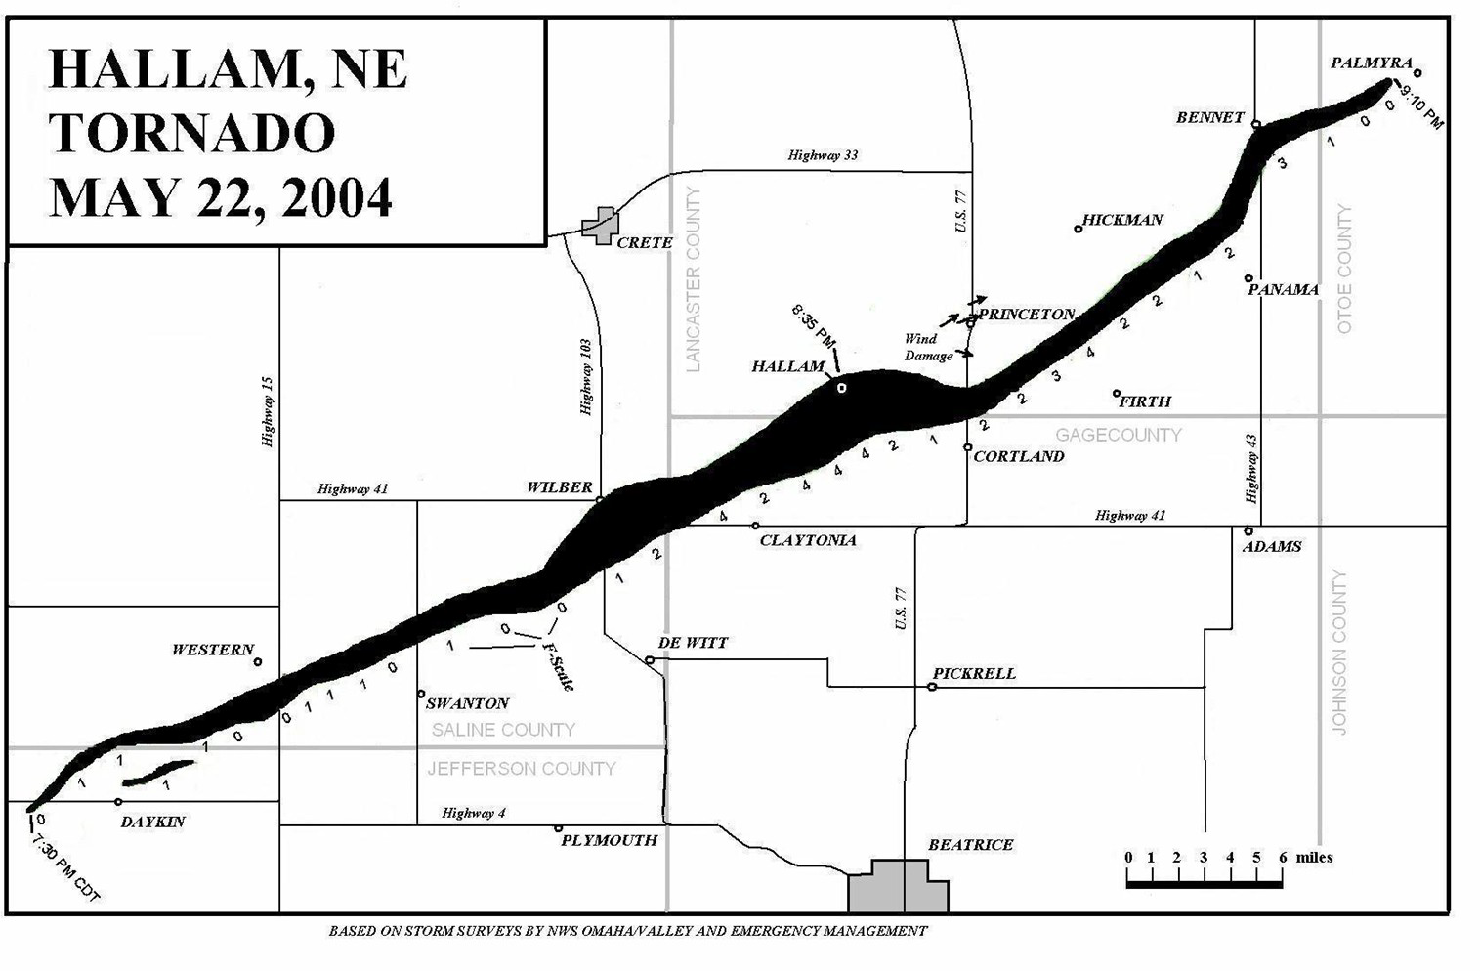 HALLAM, NE
TORNADO
MAY 22, 2004
PALMYRA
9:10 PM
BENNET
0
0
1
3
Highway 33
LANCASTER COUNTY
U.S. 77
HICKMAN
OTOE COUNTY
CRETE
2
1
PANAMA
2
2
8:35 PM
PRINCETON
Wind
Damage
4
HALLAM
3
Highway 103
Highway 15
2
FIRTH
2
GAGECOUNTY
1
2
4
CORTLAND
Highway 43
4
4
WILBER
Highway 41
2
4
Highway 41
CLAYTONIA
ADAMS
2
1
U.S. 77
JOHNSON COUNTY
0
0
1
F-Scale
DE WITT
WESTERN
0
1
1
1
0
PICKRELL
SWANTON
0
1
SALINE COUNTY
1
JEFFERSON COUNTY
1
1
0
DAYKIN
Highway 4
PLYMOUTH
7:30 PM CDT
BEATRICE
0 1 2 3 4 5 6 miles
BASED ON STORM SURVEYS BY NWS OMAHA/VALLEY AND EMERGENCY MANAGEMENT